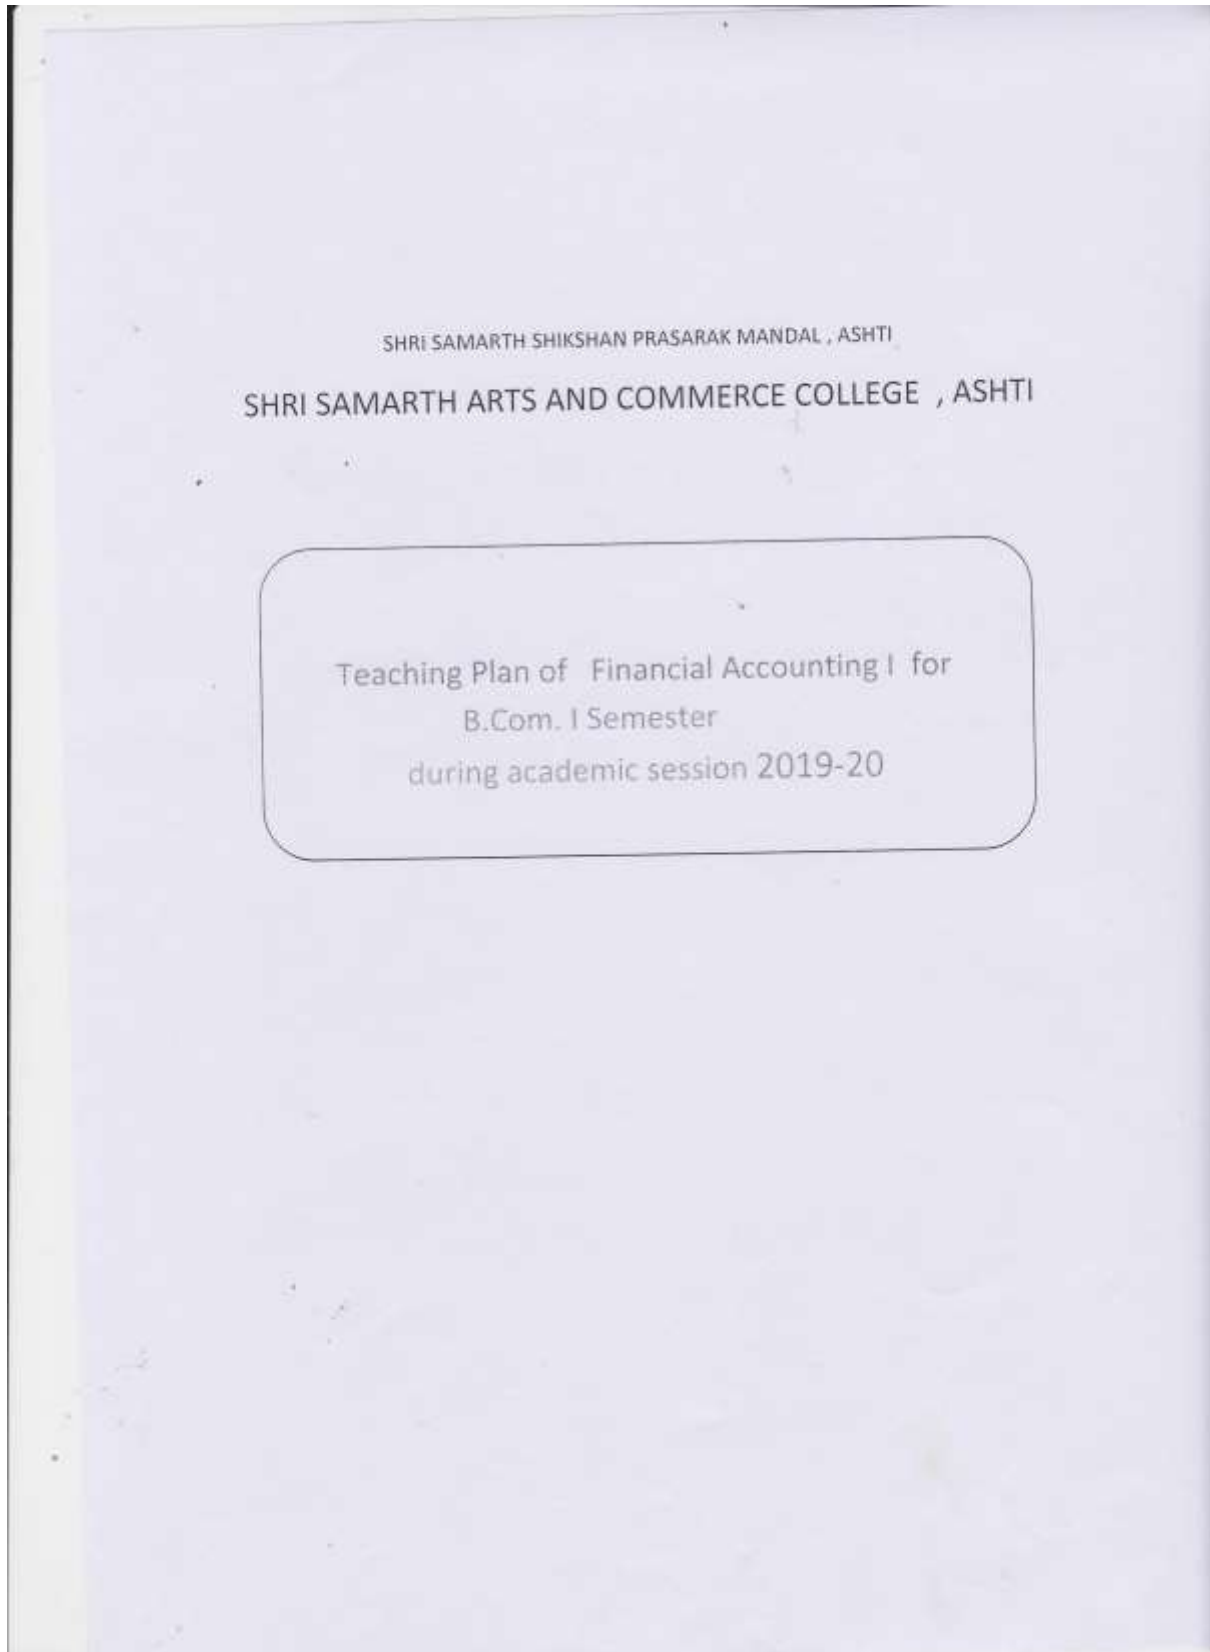 SHRI SAMARTH SHIKSHAN PRASARAK MANDAL , ASHTI
SHRI SAMARTH ARTS AND COMMERCE COLLEGE , ASHTI
Teaching Plan of Financial Accounting I for
B.Com. I Semester
during academic session 2019-20